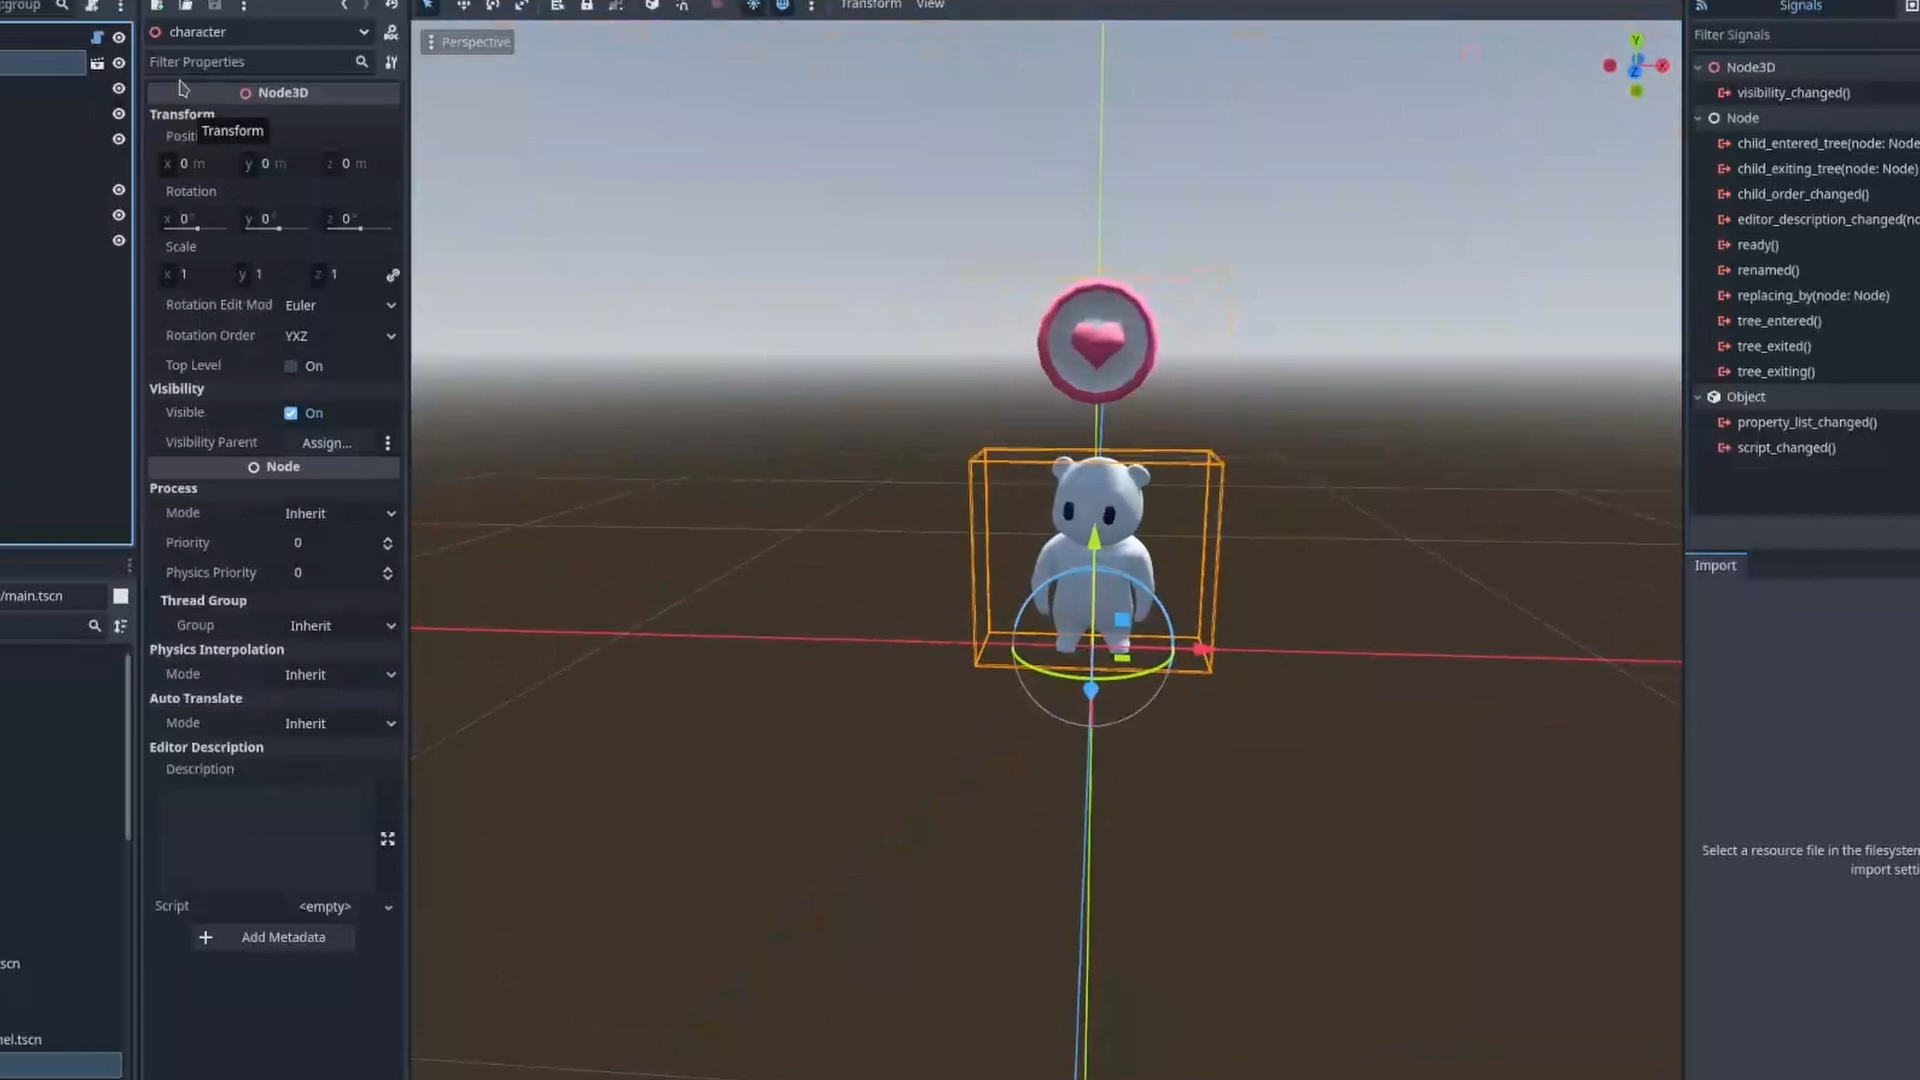 :group
character
Filter Properties
Node3D
Transform
Positi
Transform
x 0 m y 0 m z 0 m
Rotation
x 0° y 0° z 0°
Scale
x 1 y 1 z 1
Rotation Edit Mod Euler
Rotation Order YXZ
Top Level On
Visibility
Visible On
Visibility Parent Assign...
Node
Process
Mode Inherit
Priority 0
Physics Priority 0
Thread Group
Group Inherit
Physics Interpolation
Mode Inherit
Auto Translate
Mode Inherit
Editor Description
Description
Script <empty>
+ Add Metadata
/main.tscn
scn
nel.tscn
Transform View
Perspective
Y
Z
X
Signals
Filter Signals
Node3D
visibility_changed()
Node
child_entered_tree(node: Node
child_exiting_tree(node: Node)
child_order_changed()
editor_description_changed(no
ready()
renamed()
replacing_by(node: Node)
tree_entered()
tree_exited()
tree_exiting()
Object
property_list_changed()
script_changed()
Import
Select a resource file in the filesystem
import setti